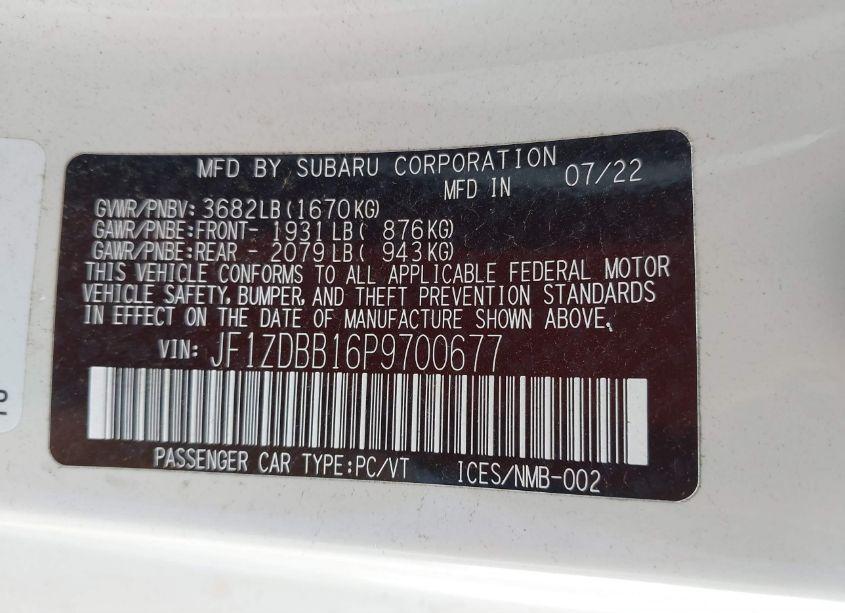 MFD BY SUBARU CORPORATION
MFD IN 07/22
GVWR/PNBV: 3682LB(1670KG)
GAWR/PNBE:FRONT- 1931LB( 876KG)
GAWR/PNBE:REAR - 2079LB( 943KG)
THIS VEHICLE CONFORMS TO ALL APPLICABLE FEDERAL MOTOR
VEHICLE SAFETY, BUMPER, AND THEFT PREVENTION STANDARDS
IN EFFECT ON THE DATE OF MANUFACTURE SHOWN ABOVE.
VIN: JF1ZDBB16P9700677
PASSENGER CAR TYPE:PC/VT ICES/NMB-002